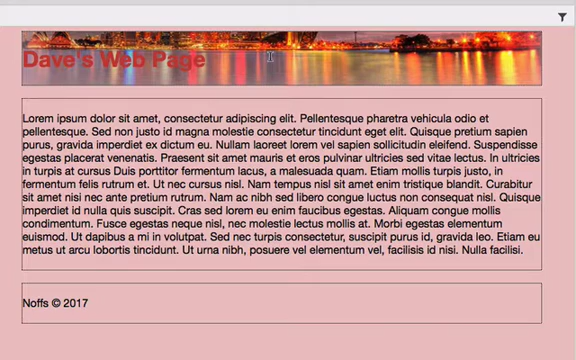 Dave's Web Page
Lorem ipsum dolor sit amet, consectetur adipiscing elit. Pellentesque pharetra vehicula odio et
pellentesque. Sed non justo id magna molestie consectetur tincidunt eget elit. Quisque pretium sapien
purus, gravida imperdiet ex dictum eu. Nullam laoreet lorem vel sapien sollicitudin eleifend. Suspendisse
egestas placerat venenatis. Praesent sit amet mauris et eros pulvinar ultricies sed vitae lectus. In ultricies
in turpis at cursus Duis porttitor fermentum lacus, a malesuada quam. Etiam mollis turpis justo, in
fermentum felis rutrum et. Ut nec cursus nisl. Nam tempus nisl sit amet enim tristique blandit. Curabitur
sit amet nisi nec ante pretium rutrum. Nam ac nibh sed libero congue luctus non consequat nisl. Quisque
imperdiet id nulla quis suscipit. Cras sed lorem eu enim faucibus egestas. Aliquam congue mollis
condimentum. Fusce egestas neque nisl, nec molestie lectus mollis at. Morbi egestas elementum
euismod. Ut dapibus a mi in volutpat. Sed nec turpis consectetur, suscipit purus id, gravida leo. Etiam eu
metus ut arcu lobortis tincidunt. Ut urna nibh, posuere vel elementum vel, facilisis id nisi. Nulla facilisi.
Noffs © 2017